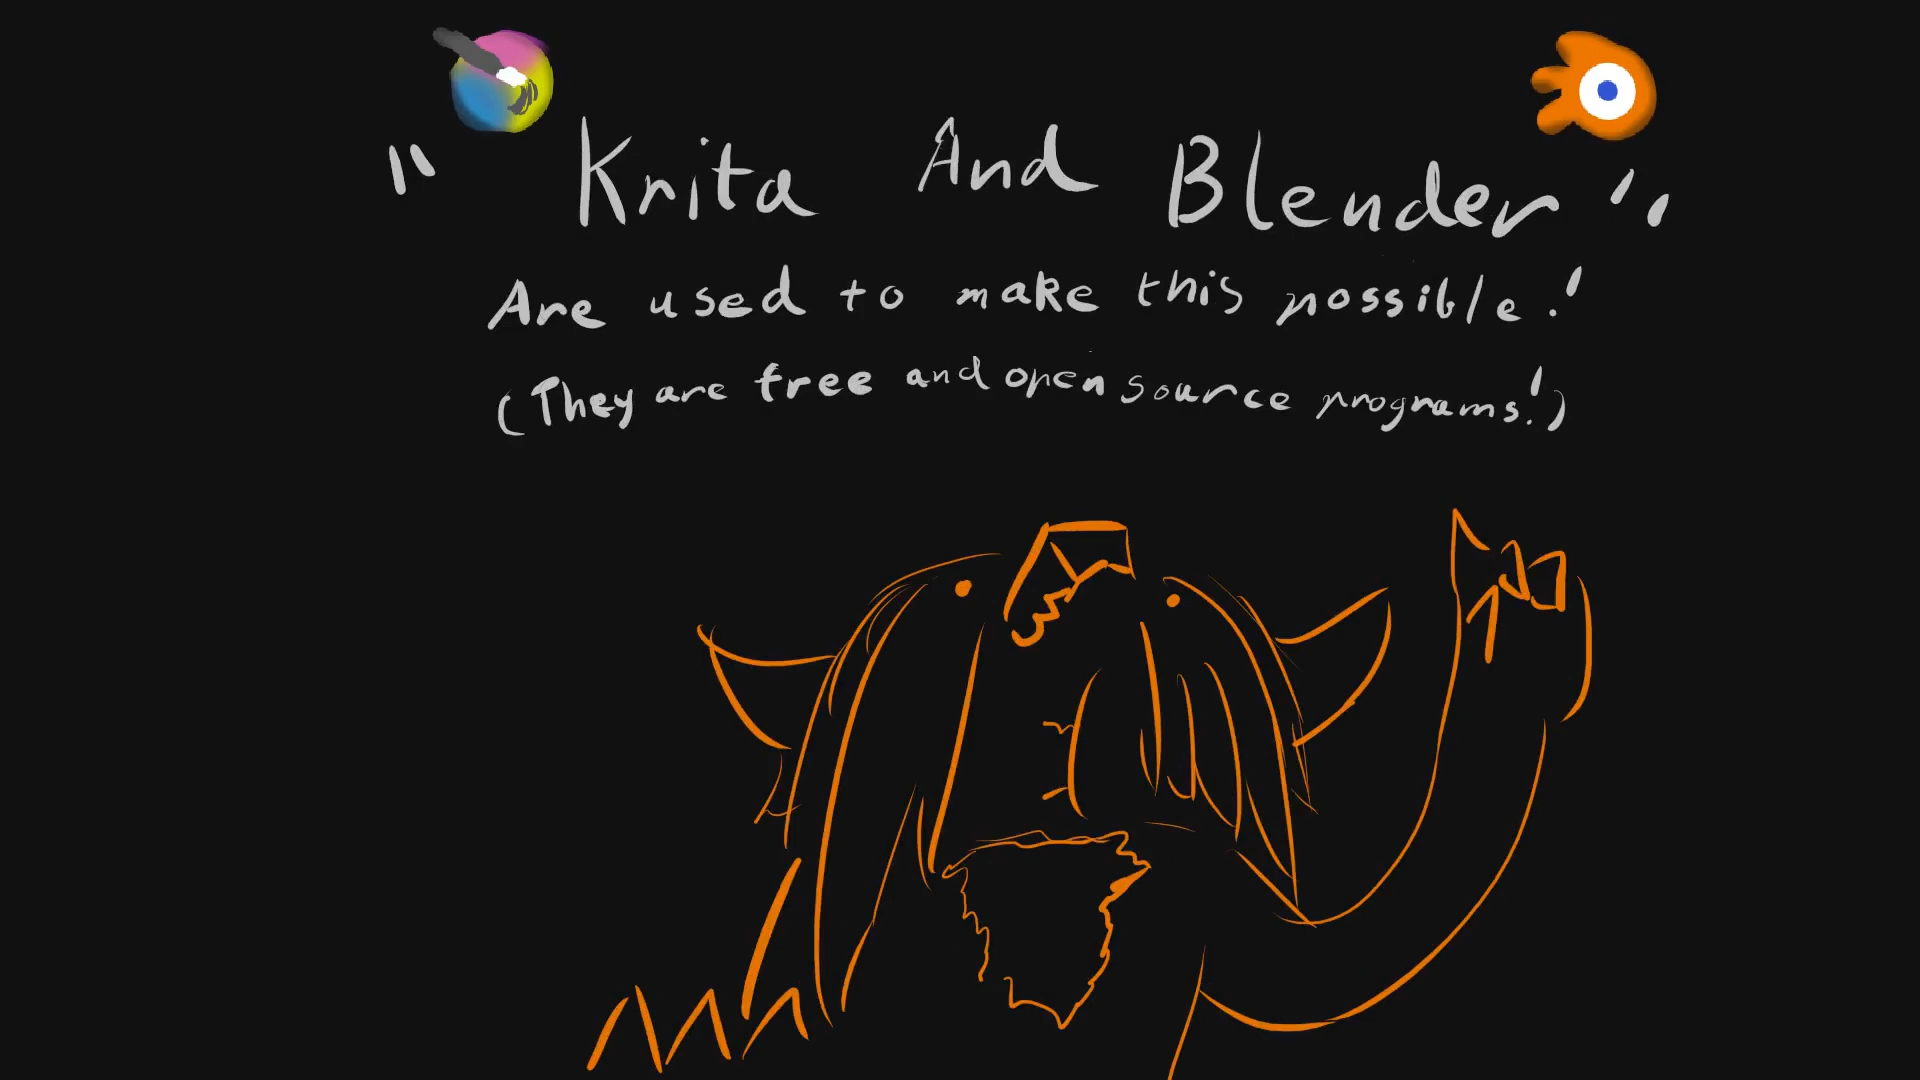 "Krita And Blender"
Are used to make this possible!
(They are free and open source programs!)